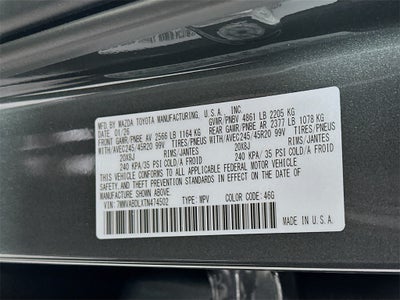 MFD. BY MAZDA TOYOTA MANUFACTURING, U.S.A., INC.
DATE: 01/26 GVWR/PNBV 4861 LB 2205 KG
FRONT GAWR/PNBE AV 2566 LB 1164 KG REAR GAWR/PNBE AR. 2377 LB 1078 KG
WITH/AVEC245/45R20 99V TIRES/PNEUS WITH/AVEC245/45R20 99V TIRES/PNEUS
20X8J RIMS/JANTES 20X8J RIMS/JANTES
240 KPA/35 PSI COLD/A FROID 240 KPA/ 35 PSI COLD/A FROID
THIS VEHICLE CONFORMS TO ALL APPLICABLE FEDERAL MOTOR VEHICLE
SAFETY AND THEFT PREVENTION STANDARDS IN EFFECT ON THE DATE OF
MANUFACTURE SHOWN ABOVE
VIN: 7MMVABDLXTN474502 TYPE: MPV COLOR CODE: 46G
MADE IN U.S.A.